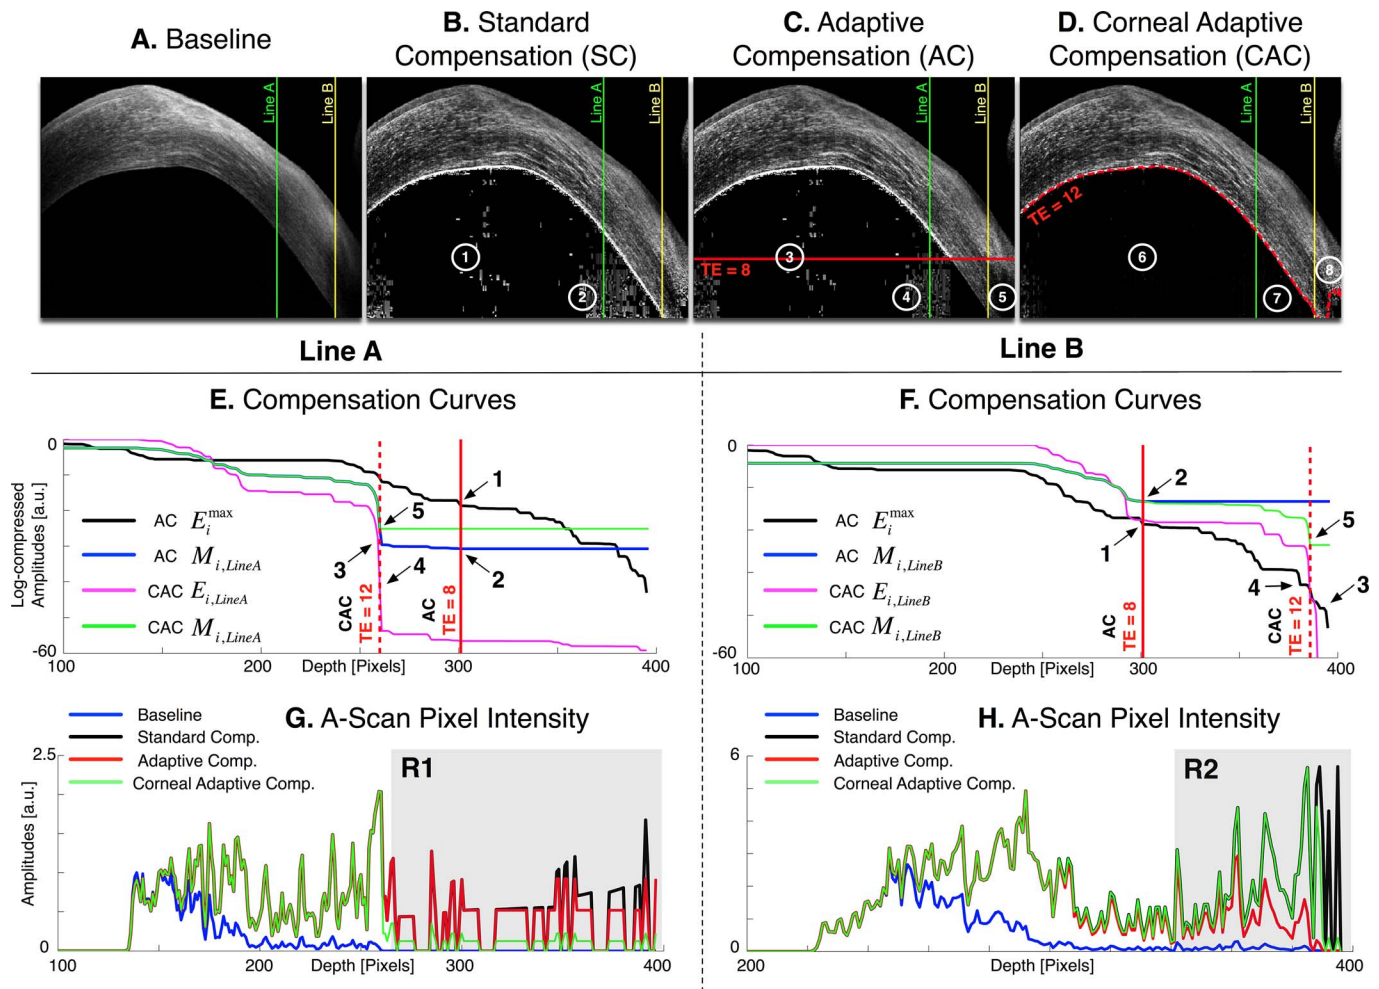 A. Baseline
B. Standard
Compensation (SC)
C. Adaptive
Compensation (AC)
D. Corneal Adaptive
Compensation (CAC)
Line A
Line B
Line A
Line B
1
2
Line A
Line B
TE = 8
3
4
5
Line A
Line B
TE = 12
6
7
8
Line A
Line B
E. Compensation Curves
0
-60
Log-compressed
Amplitudes [a.u.]
AC E_i^max
AC M_i,LineA
CAC E_i,LineA
CAC M_i,LineA
1
2
3
4
5
CAC
TE = 12
AC
TE = 8
100
200
300
400
Depth [Pixels]
F. Compensation Curves
0
-60
AC E_i^max
AC M_i,LineB
CAC E_i,LineB
CAC M_i,LineB
1
2
3
4
5
AC
TE = 8
CAC
TE = 12
100
200
300
400
Depth [Pixels]
G. A-Scan Pixel Intensity
Baseline
Standard Comp.
Adaptive Comp.
Corneal Adaptive Comp.
R1
2.5
0
Amplitudes [a.u.]
100
200
300
400
Depth [Pixels]
H. A-Scan Pixel Intensity
Baseline
Standard Comp.
Adaptive Comp.
Corneal Adaptive Comp.
R2
6
0
200
400
Depth [Pixels]